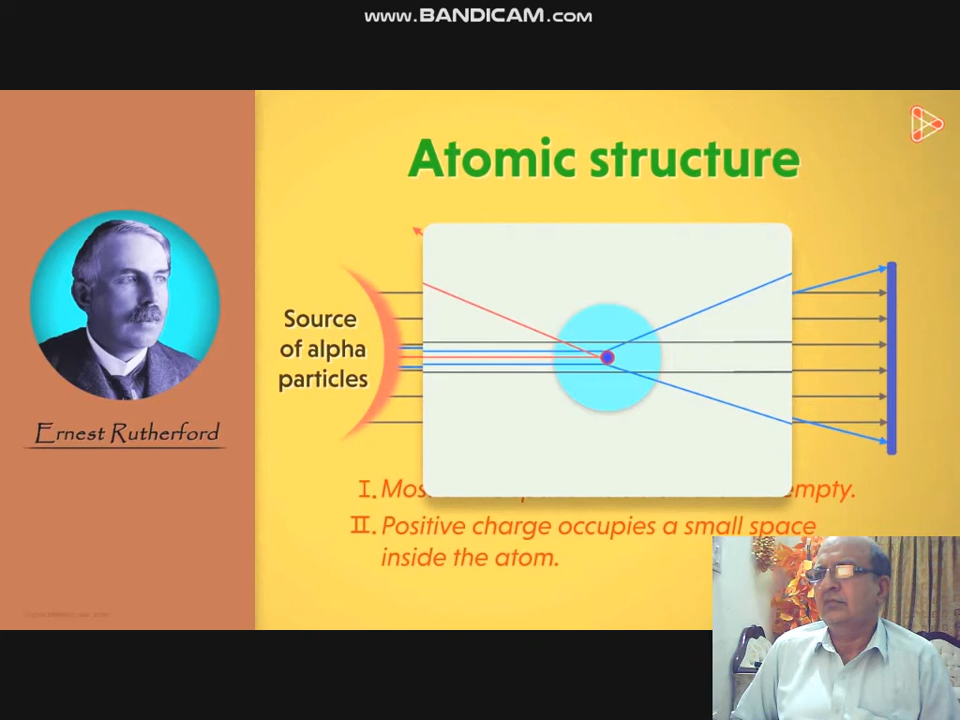 www.BANDICAM.com
Atomic structure
Source
of alpha
particles
Ernest Rutherford
I. Mos empty.
II. Positive charge occupies a small space
inside the atom.